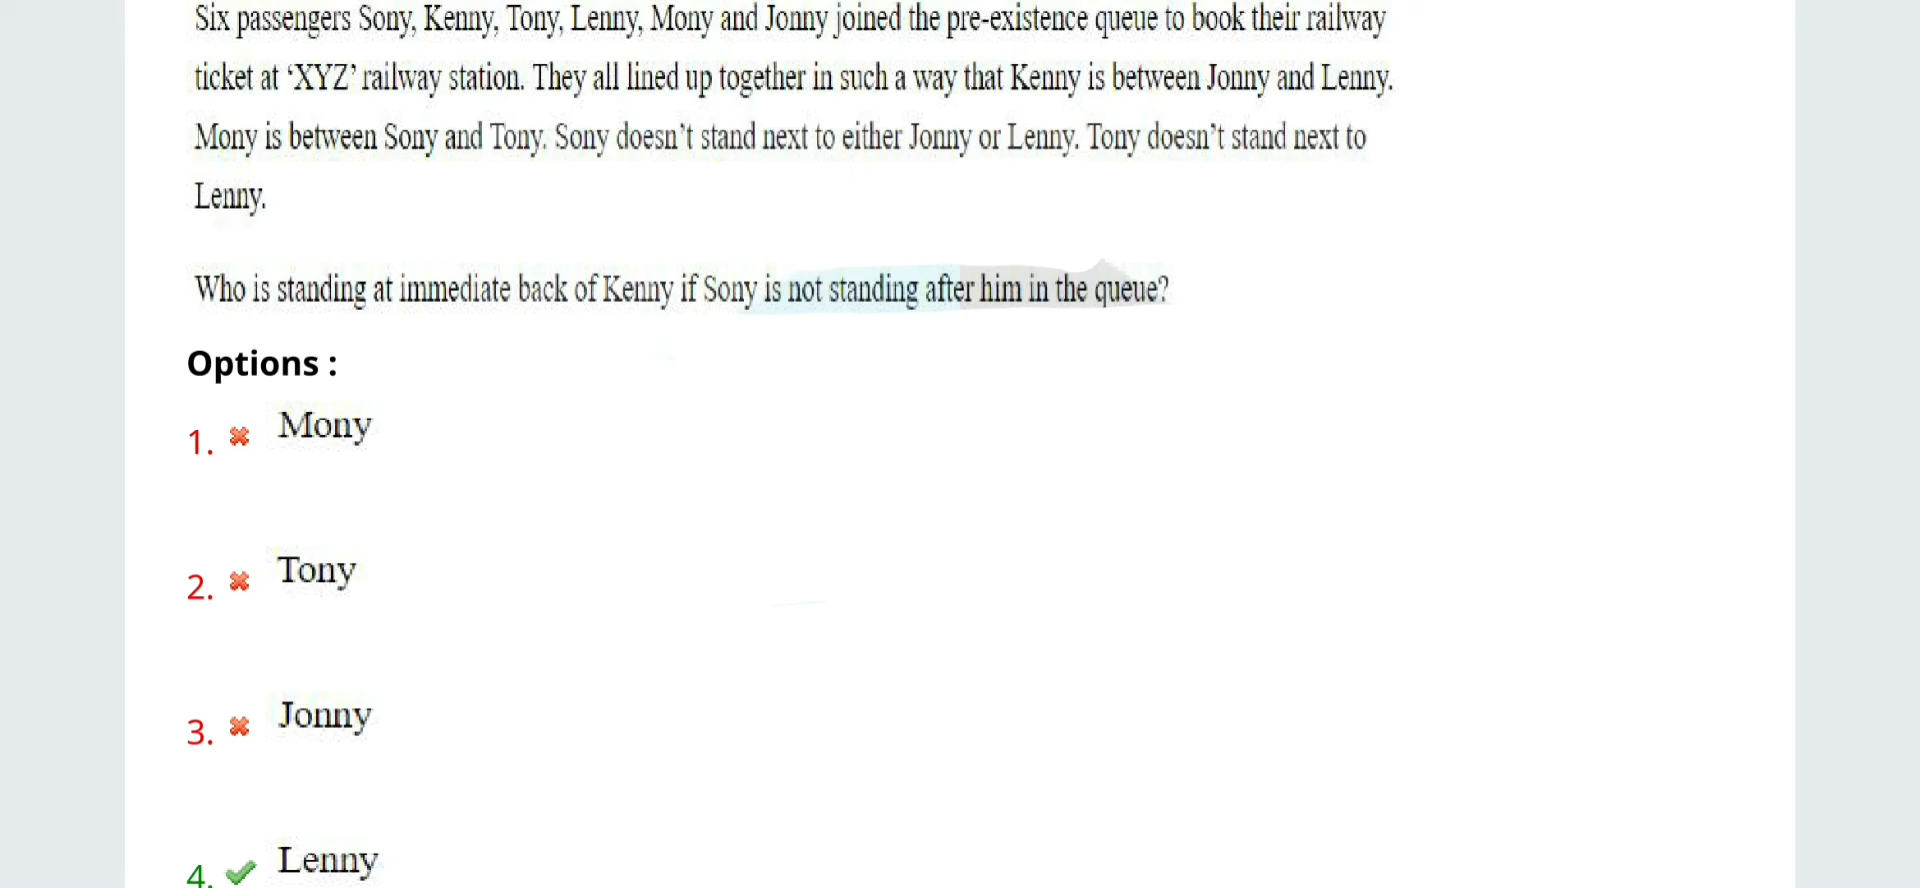 Six passengers Sony, Kenny, Tony, Lenny, Mony and Jonny joined the pre-existence queue to book their railway
ticket at ‘XYZ’ railway station. They all lined up together in such a way that Kenny is between Jonny and Lenny.
Mony is between Sony and Tony. Sony doesn’t stand next to either Jonny or Lenny. Tony doesn’t stand next to
Lenny.
Who is standing at immediate back of Kenny if Sony is not standing after him in the queue?
Options :
1. Mony
2. Tony
3. Jonny
4. Lenny